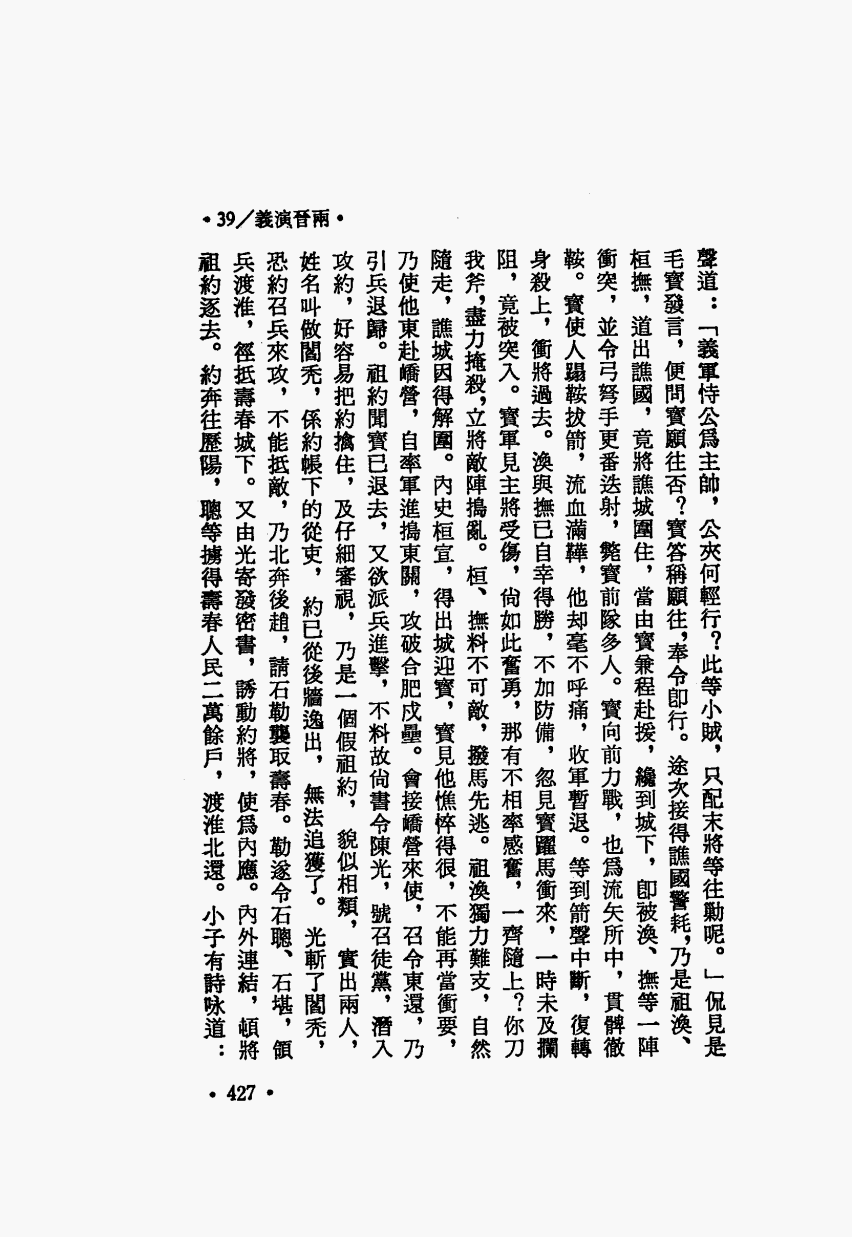 •39／義演晉兩•
聲道：「義軍恃公爲主帥，公夾何輕行？此等小賊，只配末將等往勦呢。」侃見是
毛寶發言，便問寶願往否？寶答稱願往，奉令卽行。途次接得譙國警耗，乃是祖渙、
桓撫，道出譙國，竟將譙城圍住，當由寶兼程赴援，纔到城下，卽被渙、撫等一陣
衝突，並令弓弩手更番迭射，斃寶前隊多人。寶向前力戰，也爲流矢所中，貫髀徹
鞍。寶使人蹋鞍拔箭，流血滿鞾，他却毫不呼痛，收軍暫退。等到箭聲中斷，復轉
身殺上，衝將過去。渙與撫已自幸得勝，不加防備，忽見寶躍馬衝來，一時未及攔
阻，竟被突入。寶軍見主將受傷，尙如此奮勇，那有不相率感奮，一齊隨上？你刀
我斧，盡力掩殺，立將敵陣搗亂。桓、撫料不可敵，撥馬先逃。祖渙獨力難支，自然
隨走，譙城因得解圍。內史桓宣，得出城迎寶，寶見他憔悴得很，不能再當衝要，
乃使他東赴嶠營，自率軍進搗東關，攻破合肥戍壘。會接嶠營來使，召令東還，乃
引兵退歸。祖約聞寶已退去，又欲派兵進擊，不料故尙書令陳光，號召徒黨，潛入
攻約，好容易把約擒住，及仔細審視，乃是一個假祖約，貌似相類，實出兩人，
姓名叫做閻禿，係約帳下的從吏，約已從後牆逸出，無法追獲了。光斬了閻禿，
恐約召兵來攻，不能抵敵，乃北奔後趙，請石勒襲取壽春。勒遂令石聰、石堪，領
兵渡淮，徑抵壽春城下。又由光寄發密書，誘動約將，使爲內應。內外連結，頓將
祖約逐去。約奔往歷陽，聰等擄得壽春人民二萬餘戶，渡淮北還。小子有詩咏道：
• 427 •